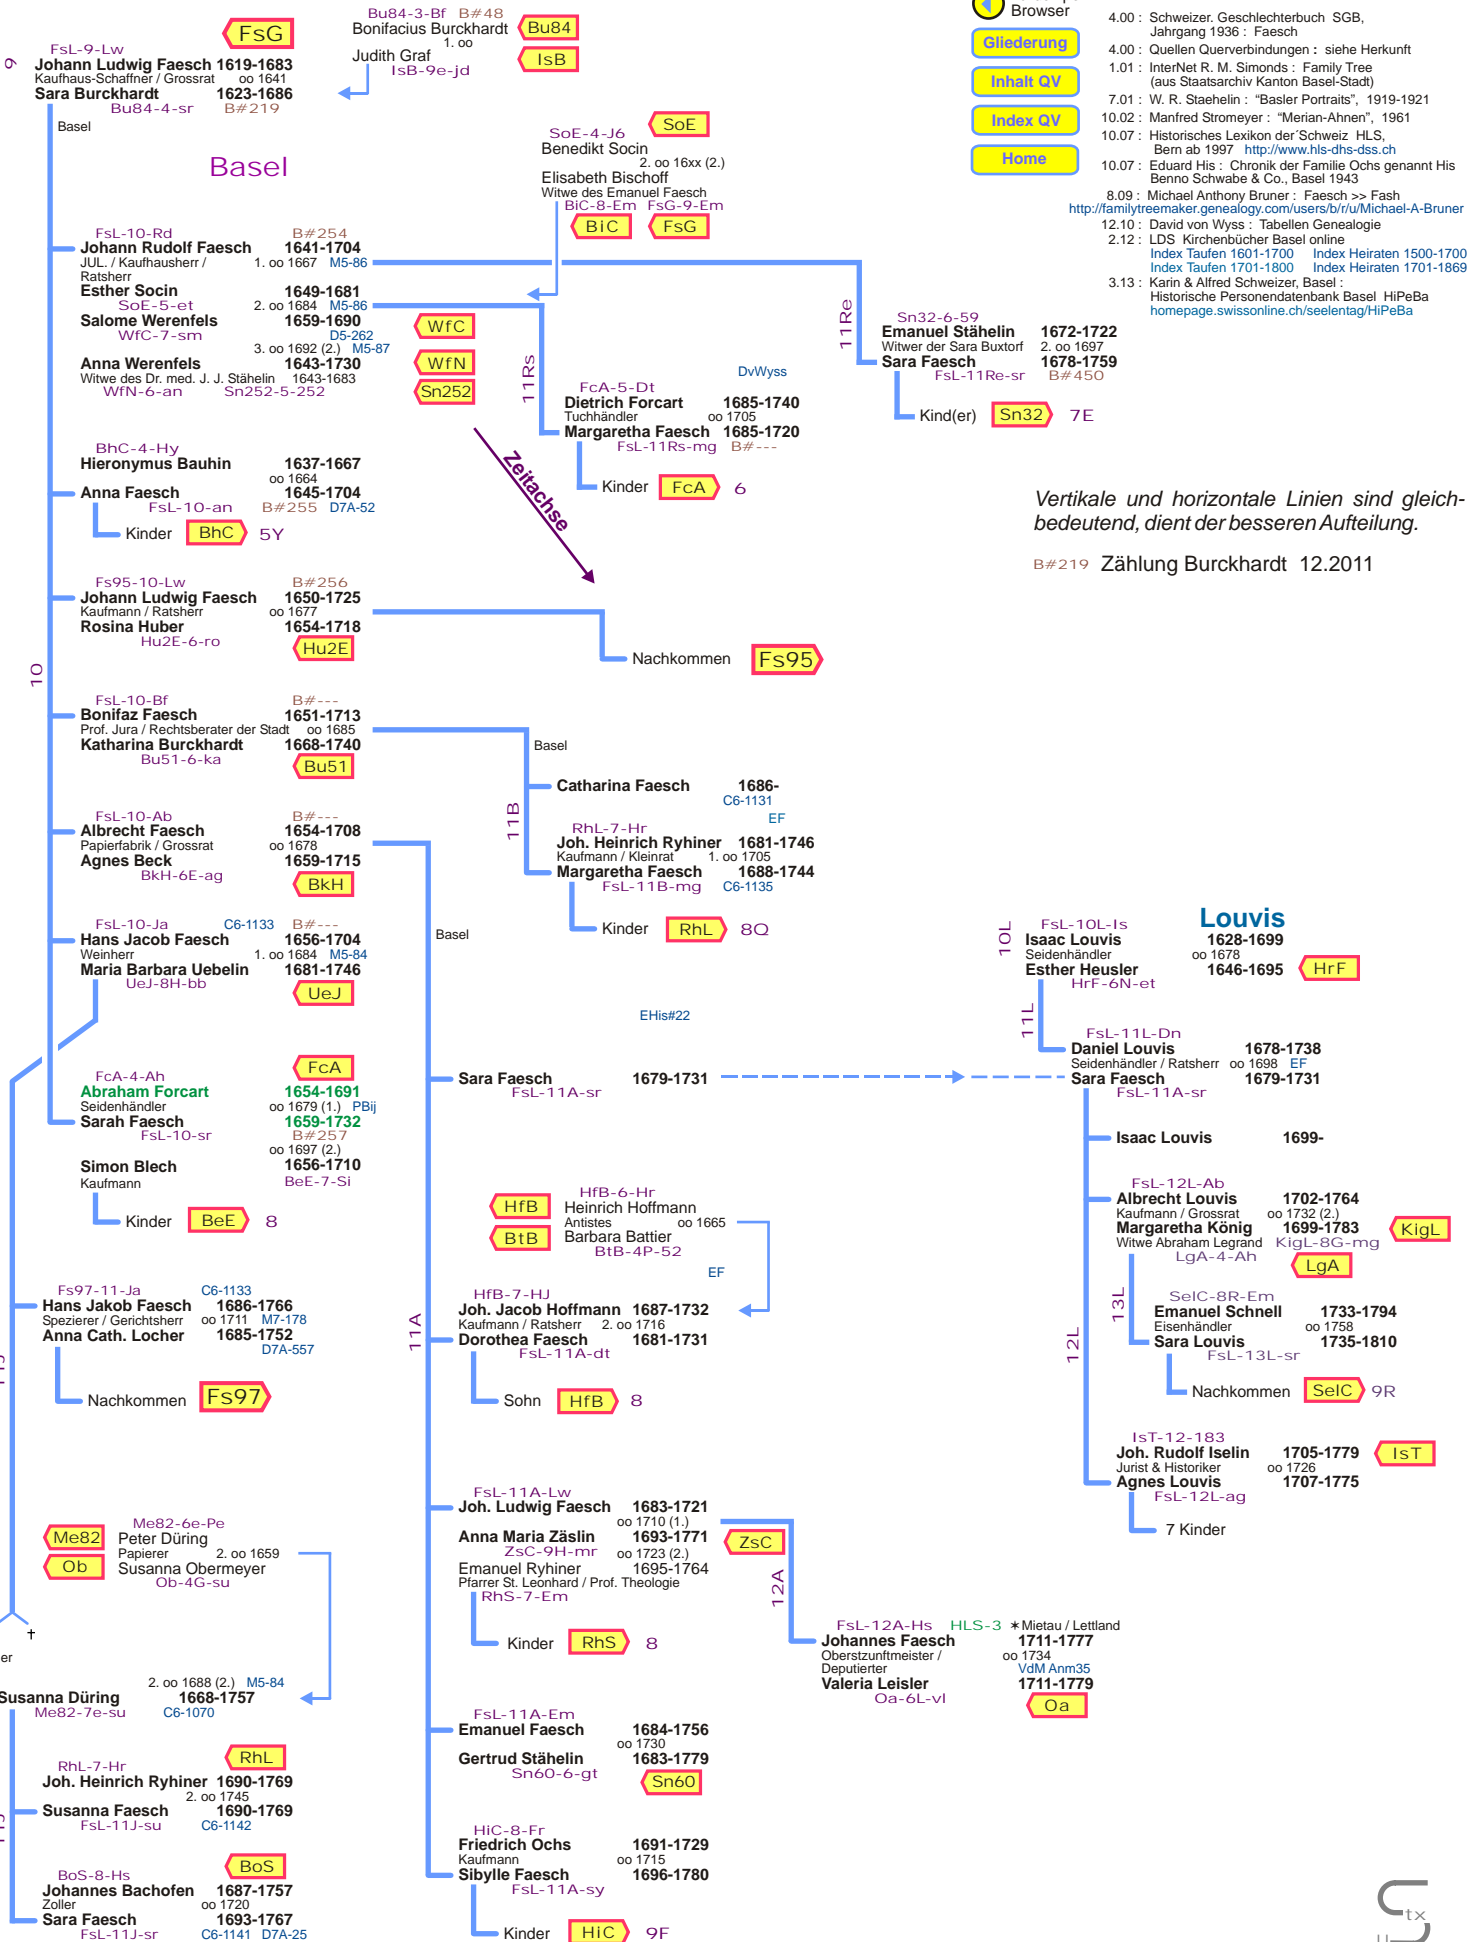 FsG
FsL-9-Lw
9
Johann Ludwig Faesch 1619-1683
Kaufhaus-Schaffner / Grossrat oo 1641
Sara Burckhardt 1623-1686
Bu84-4-sr B#219
Basel
Bu84-3-Bf B#48
Bonifacius Burckhardt Bu84
1. oo
Judith Graf IsB
IsB-9e-jd
Basel
SoE
SoE-4-J6
Benedikt Socin
2. oo 16xx (2.)
Elisabeth Bischoff
Witwe des Emanuel Faesch
BiC-8-Em FsG-9-Em
BiC FsG
Browser
Gliederung
Inhalt QV
Index QV
Home
4.00 : Schweizer. Geschlechterbuch SGB,
Jahrgang 1936 : Faesch
4.00 : Quellen Querverbindungen : siehe Herkunft
1.01 : InterNet R. M. Simonds : Family Tree
(aus Staatsarchiv Kanton Basel-Stadt)
7.01 : W. R. Staehelin : “Basler Portraits”, 1919-1921
10.02 : Manfred Stromeyer : “Merian-Ahnen”, 1961
10.07 : Historisches Lexikon der´Schweiz HLS,
Bern ab 1997 http://www.hls-dhs-dss.ch
10.07 : Eduard His : Chronik der Familie Ochs genannt His
Benno Schwabe & Co., Basel 1943
8.09 : Michael Anthony Bruner : Faesch >> Fash
http://familytreemaker.genealogy.com/users/b/r/u/Michael-A-Bruner
12.10 : David von Wyss : Tabellen Genealogie
2.12 : LDS Kirchenbücher Basel online
Index Taufen 1601-1700 Index Heiraten 1500-1700
Index Taufen 1701-1800 Index Heiraten 1701-1869
3.13 : Karin & Alfred Schweizer, Basel :
Historische Personendatenbank Basel HiPeBa
homepage.swissonline.ch/seelentag/HiPeBa
FsL-10-Rd B#254
Johann Rudolf Faesch 1641-1704
JUL. / Kaufhausherr / 1. oo 1667 M5-86
Ratsherr
Esther Socin 1649-1681
SoE-5-et 2. oo 1684 M5-86
Salome Werenfels 1659-1690
WfC-7-sm D5-262
WfC
3. oo 1692 (2.) M5-87
Anna Werenfels 1643-1730
WfN
Witwe des Dr. med. J. J. Stähelin 1643-1683
WfN-6-an Sn252-5-252
Sn252
11Rs
FcA-5-Dt DvWyss
Dietrich Forcart 1685-1740
Tuchhändler oo 1705
Margaretha Faesch 1685-1720
FsL-11Rs-mg B#---
Kinder FcA 6
11Re
Sn32-6-59
Emanuel Stähelin 1672-1722
Witwer der Sara Buxtorf 2. oo 1697
Sara Faesch 1678-1759
FsL-11Re-sr B#450
Kind(er) Sn32 7E
Zeitachse
Vertikale und horizontale Linien sind gleich-
bedeutend, dient der besseren Aufteilung.
B#219 Zählung Burckhardt 12.2011
BhC-4-Hy
Hieronymus Bauhin 1637-1667
oo 1664
Anna Faesch 1645-1704
FsL-10-an B#255 D7A-52
Kinder BhC 5Y
10
Fs95-10-Lw B#256
Johann Ludwig Faesch 1650-1725
Kaufmann / Ratsherr oo 1677
Rosina Huber 1654-1718
Hu2E-6-ro Hu2E
Nachkommen Fs95
FsL-10-Bf B#---
Bonifaz Faesch 1651-1713
Prof. Jura / Rechtsberater der Stadt oo 1685
Katharina Burckhardt 1668-1740
Bu51-6-ka Bu51
Basel
11B
Catharina Faesch 1686-
C6-1131
EF
RhL-7-Hr
Joh. Heinrich Ryhiner 1681-1746
Kaufmann / Kleinrat 1. oo 1705
Margaretha Faesch 1688-1744
FsL-11B-mg C6-1135
Kinder RhL 8Q
FsL-10-Ab B#---
Albrecht Faesch 1654-1708
Papierfabrik / Grossrat oo 1678
Agnes Beck 1659-1715
BkH-6E-ag BkH
Basel
FsL-10-Ja C6-1133 B#---
Hans Jacob Faesch 1656-1704
Weinherr 1. oo 1684 M5-84
Maria Barbara Uebelin 1681-1746
UeJ-8H-bb UeJ
FcA
FcA-4-Ah
Abraham Forcart 1654-1691
Seidenhändler oo 1679 (1.) PBij
Sarah Faesch 1659-1732
FsL-10-sr B#257
oo 1697 (2.)
Simon Blech 1656-1710
Kaufmann BeE-7-Si
Kinder BeE 8
Fs97-11-Ja C6-1133
Hans Jakob Faesch 1686-1766
Spezierer / Gerichtsherr oo 1711 M7-178
Anna Cath. Locher 1685-1752
D7A-557
Nachkommen Fs97
Me82-6e-Pe
Me82 Peter Düring
Papierer 2. oo 1659
Ob Susanna Obermeyer
Ob-4G-su
†
er
2. oo 1688 (2.) M5-84
Susanna Düring 1668-1757
Me82-7e-su C6-1070
RhL
RhL-7-Hr
Joh. Heinrich Ryhiner 1690-1769
2. oo 1745
Susanna Faesch 1690-1769
FsL-11J-su C6-1142
BoS
BoS-8-Hs
Johannes Bachofen 1687-1757
Zoller oo 1720
Sara Faesch 1693-1767
FsL-11J-sr C6-1141 D7A-25
EHis#22
Sara Faesch 1679-1731
FsL-11A-sr
HfB-6-Hr
HfB Heinrich Hoffmann
Antistes oo 1665
BtB Barbara Battier
BtB-4P-52
EF
11A
HfB-7-HJ
Joh. Jacob Hoffmann 1687-1732
Kaufmann / Ratsherr 2. oo 1716
Dorothea Faesch 1681-1731
FsL-11A-dt
Sohn HfB 8
FsL-11A-Lw
Joh. Ludwig Faesch 1683-1721
oo 1710 (1.)
Anna Maria Zäslin 1693-1771 ZsC
ZsC-9H-mr oo 1723 (2.)
Emanuel Ryhiner 1695-1764
Pfarrer St. Leonhard / Prof. Theologie
RhS-7-Em
Kinder RhS 8
12A
FsL-12A-Hs HLS-3 ✶Mietau / Lettland
Johannes Faesch 1711-1777
Oberstzunftmeister / oo 1734
Deputierter VdM Anm35
Valeria Leisler 1711-1779
Oa-6L-vl Oa
FsL-11A-Em
Emanuel Faesch 1684-1756
oo 1730
Gertrud Stähelin 1683-1779
Sn60-6-gt Sn60
HiC-8-Fr
Friedrich Ochs 1691-1729
Kaufmann oo 1715
Sibylle Faesch 1696-1780
FsL-11A-sy
Kinder HiC 9F
Louvis
10L
FsL-10L-Is
Isaac Louvis 1628-1699
Seidenhändler oo 1678
Esther Heusler 1646-1695 HrF
HrF-6N-et
11L
FsL-11L-Dn
Daniel Louvis 1678-1738
Seidenhändler / Ratsherr oo 1698 EF
Sara Faesch 1679-1731
FsL-11A-sr
Isaac Louvis 1699-
12L
FsL-12L-Ab
Albrecht Louvis 1702-1764
Kaufmann / Grossrat oo 1732 (2.)
Margaretha König 1699-1783 KigL
Witwe Abraham Legrand KigL-8G-mg
LgA-4-Ah LgA
13L
SelC-8R-Em
Emanuel Schnell 1733-1794
Eisenhändler oo 1758
Sara Louvis 1735-1810
FsL-13L-sr
Nachkommen SelC 9R
IsT-12-183
Joh. Rudolf Iselin 1705-1779 IsT
Jurist & Historiker oo 1726
Agnes Louvis 1707-1775
FsL-12L-ag
7 Kinder
tx